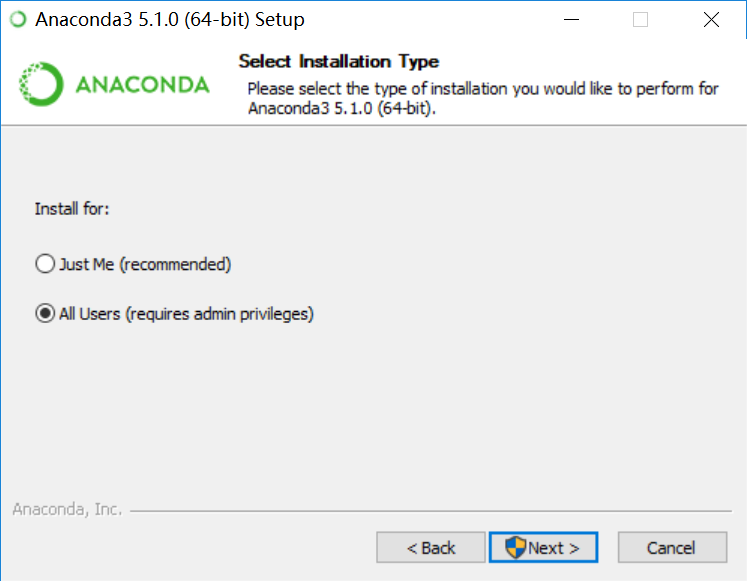 Anaconda3 5.1.0 (64-bit) Setup
ANACONDA
Select Installation Type
Please select the type of installation you would like to perform for
Anaconda3 5.1.0 (64-bit).
Install for:
Just Me (recommended)
All Users (requires admin privileges)
Anaconda, Inc.
< Back
Next >
Cancel